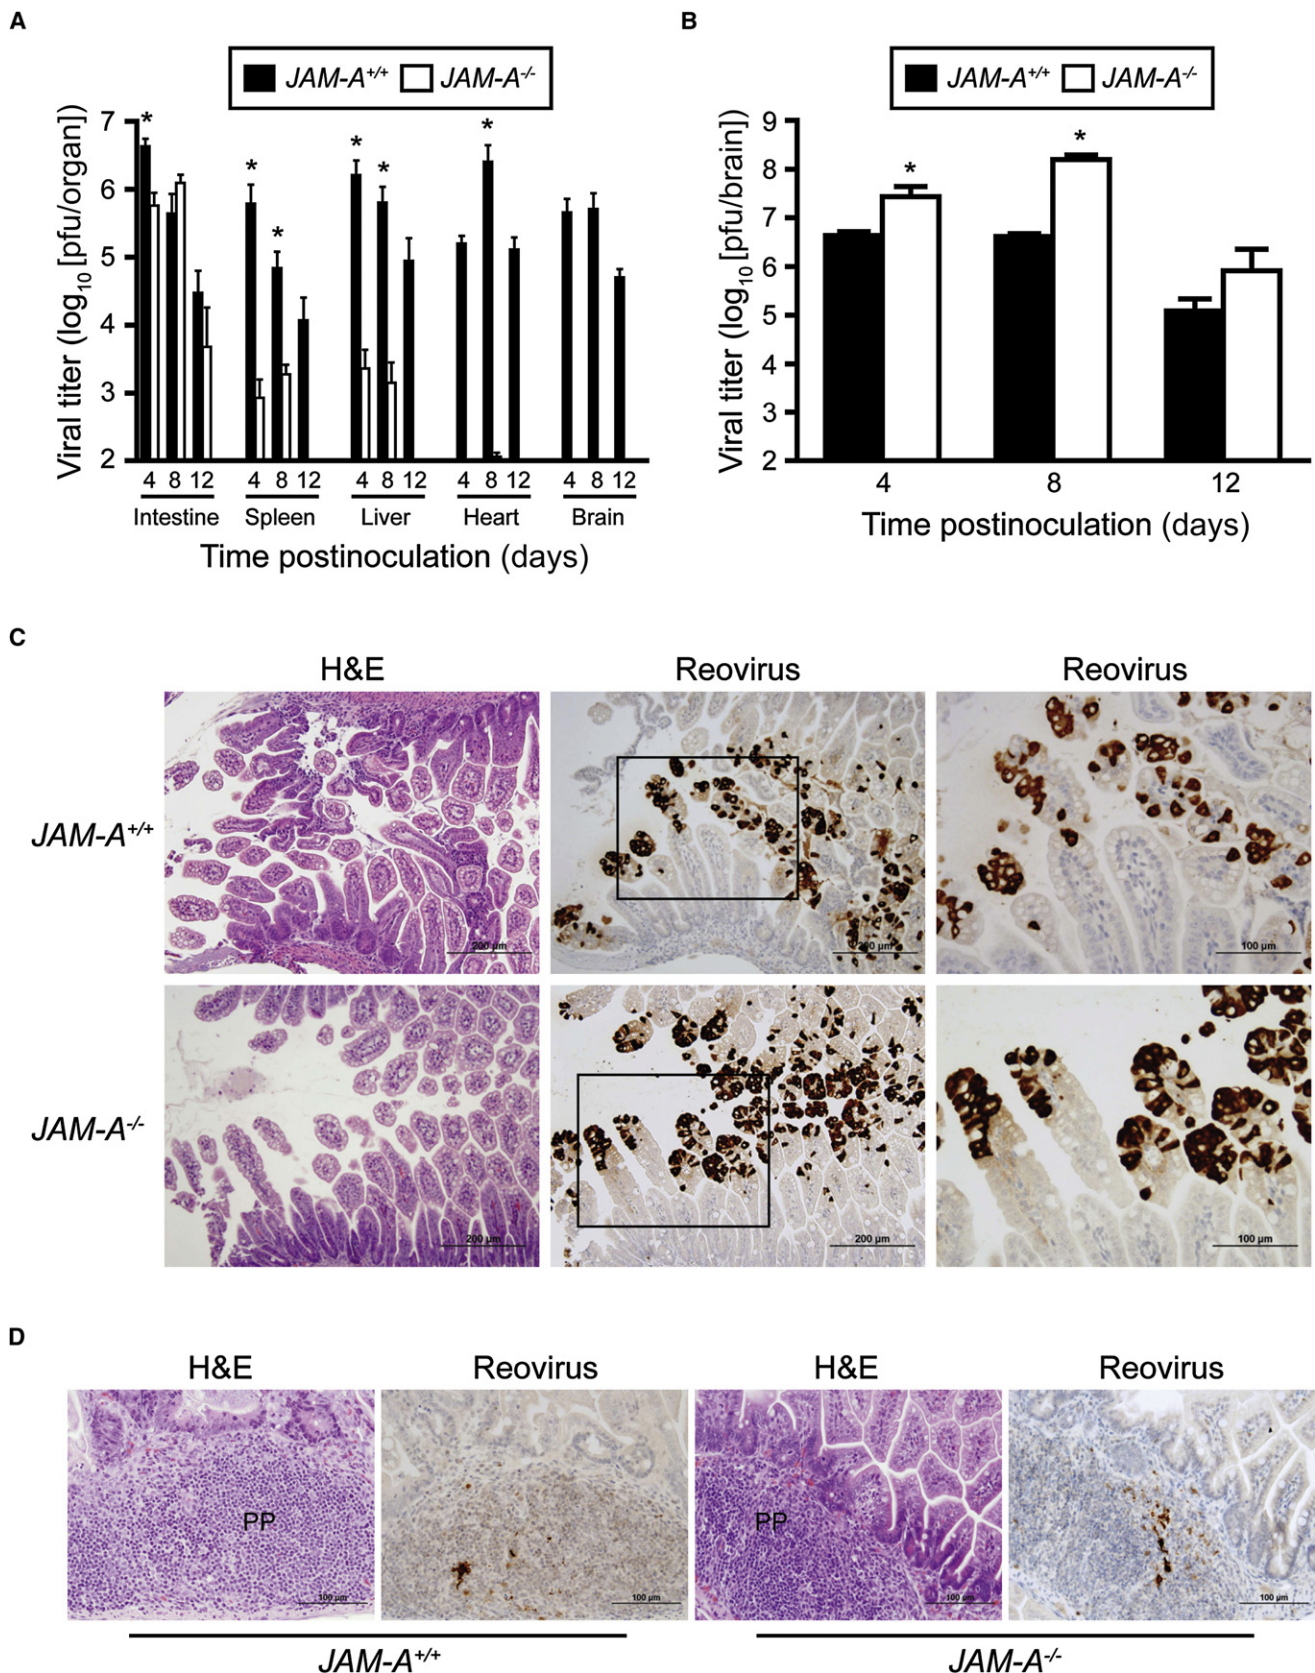 A
JAM-A+/+ JAM-A-/-
Viral titer (log10 [pfu/organ])
7
6
5
4
3
2
4 8 12 4 8 12 4 8 12 4 8 12 4 8 12
Intestine Spleen Liver Heart Brain
Time postinoculation (days)
* * * * * *
B
JAM-A+/+ JAM-A-/-
Viral titer (log10 [pfu/brain])
9
8
7
6
5
4
3
2
* *
4 8 12
Time postinoculation (days)
C
H&E Reovirus Reovirus
JAM-A+/+
200 µm 200 µm 100 µm
JAM-A-/-
200 µm 200 µm 100 µm
D
H&E Reovirus H&E Reovirus
PP PP
100 µm 100 µm 100 µm 100 µm
JAM-A+/+ JAM-A-/-